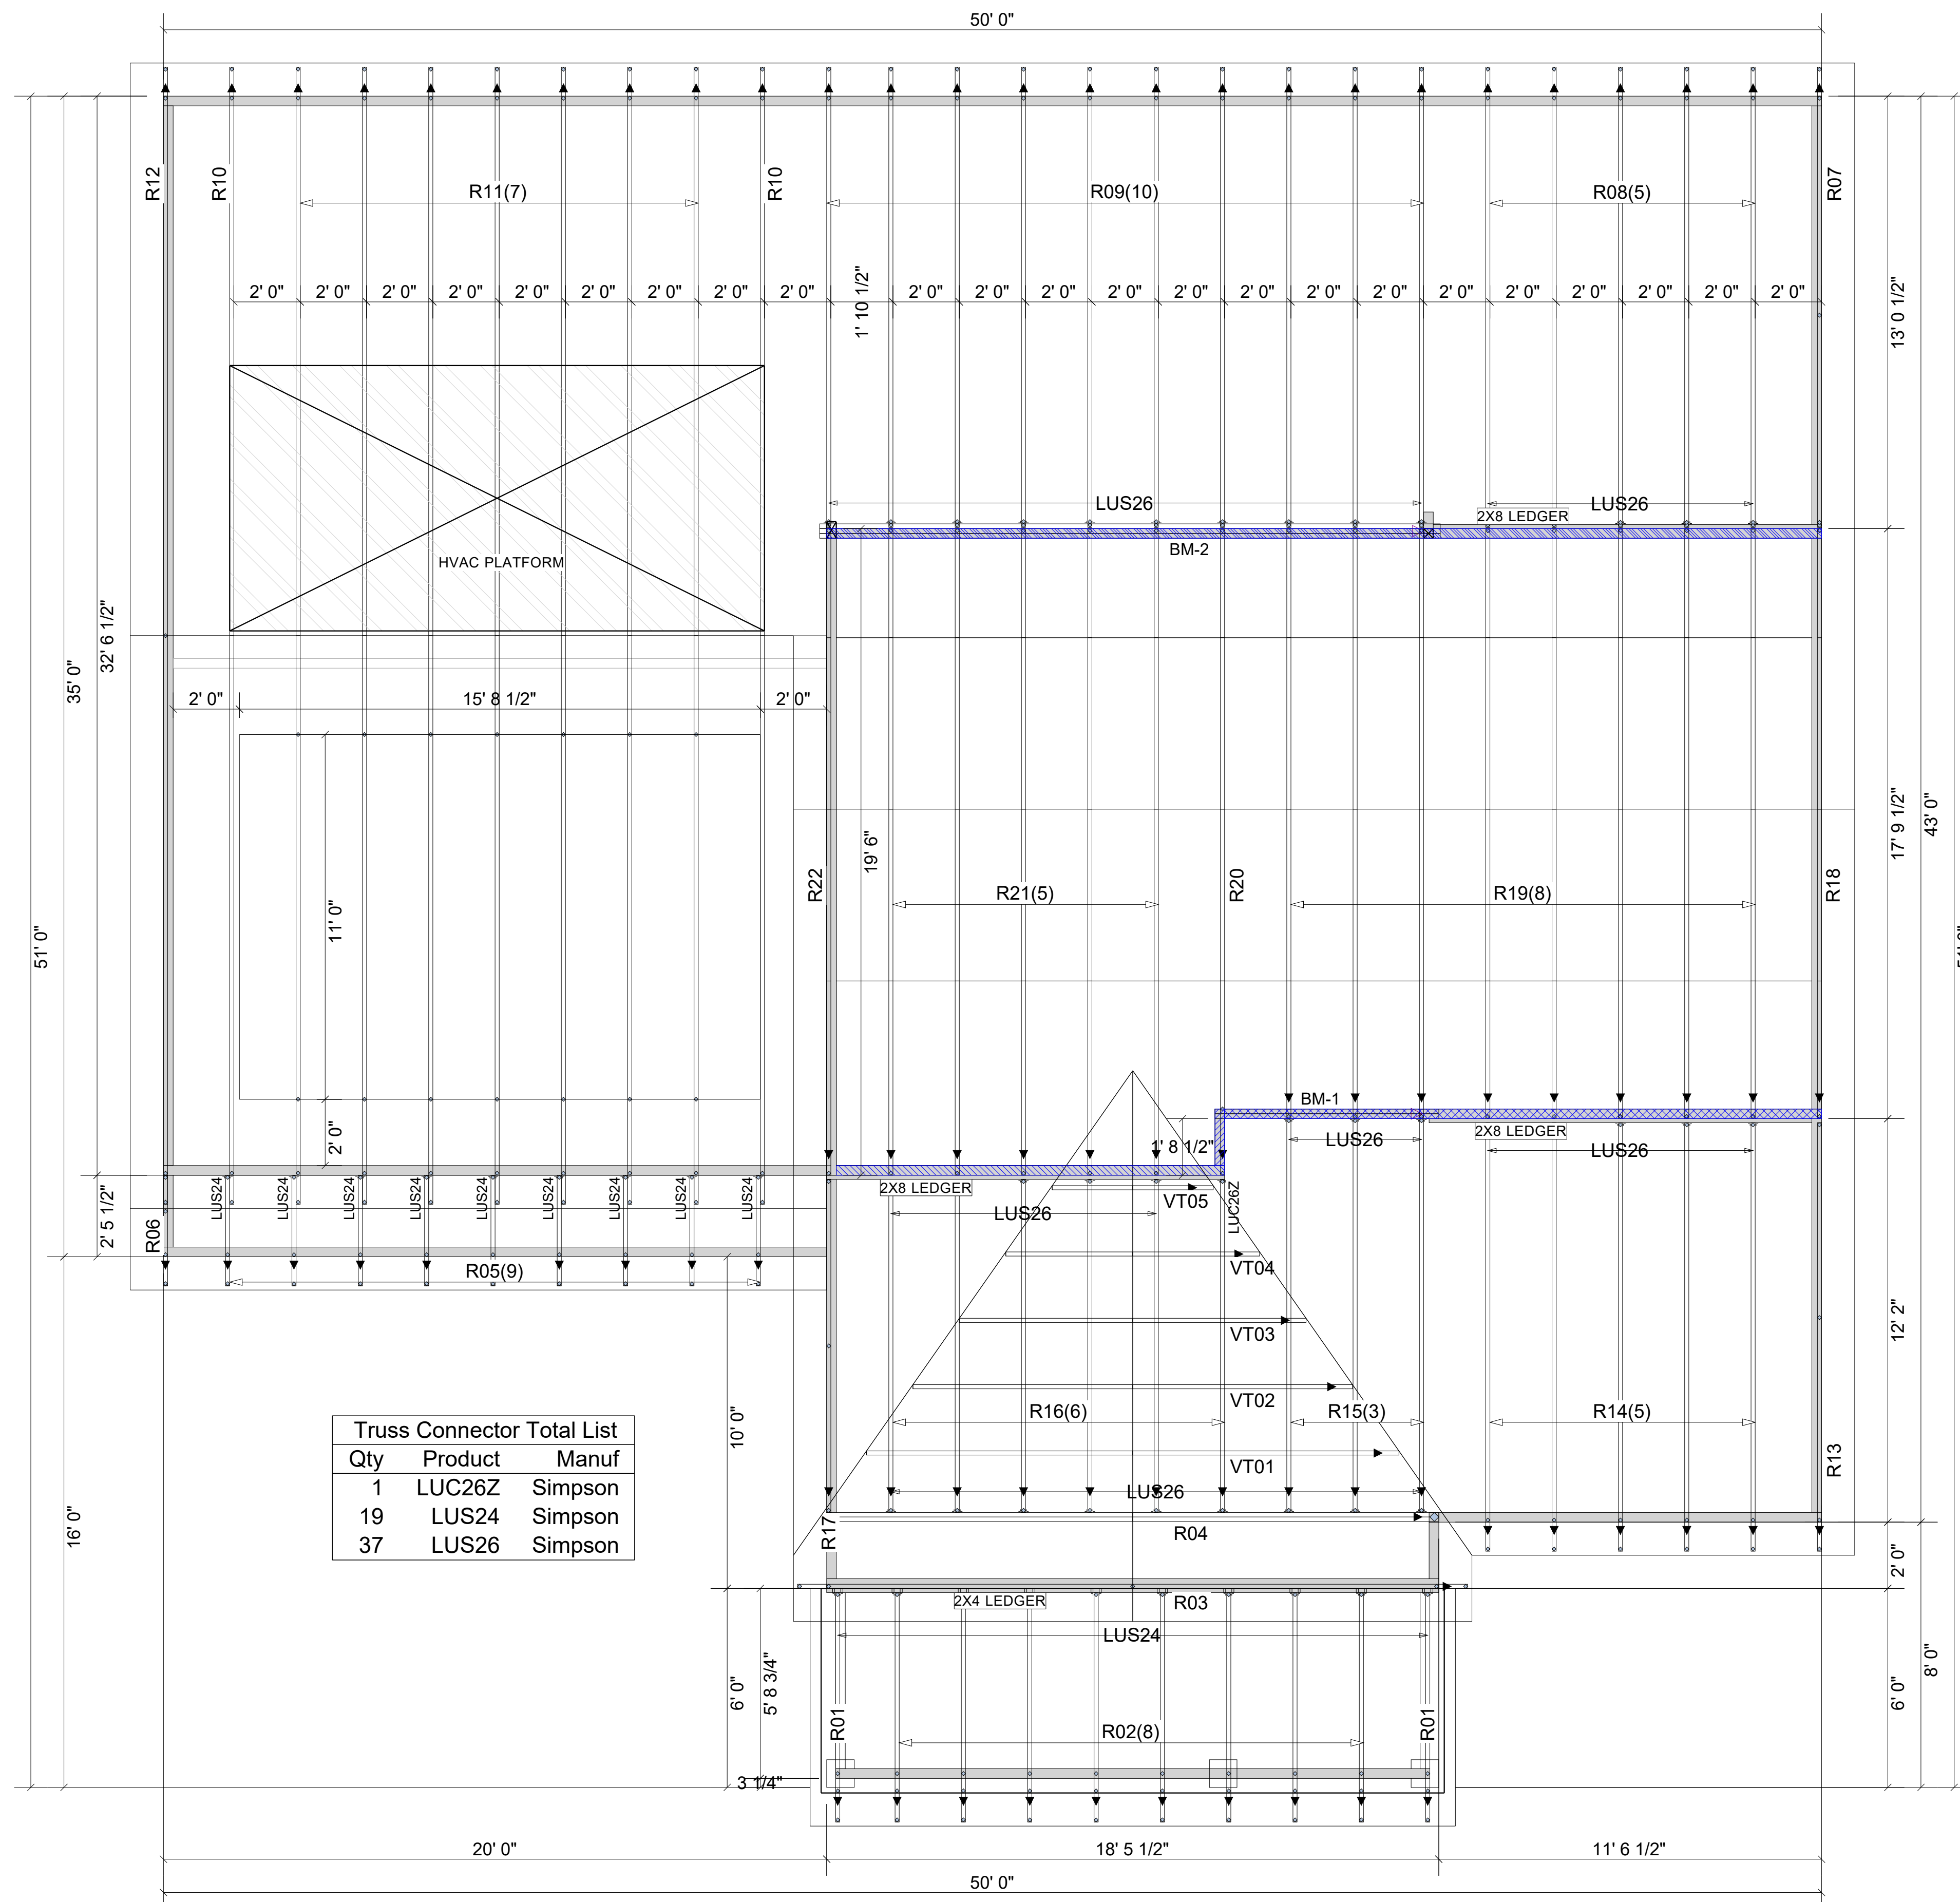 50' 0"
R12
R10
R11(7)
R10
R09(10)
R08(5)
R07
2' 0" 2' 0" 2' 0" 2' 0" 2' 0" 2' 0" 2' 0" 2' 0" 2' 0" 1' 10 1/2" 2' 0" 2' 0" 2' 0" 2' 0" 2' 0" 2' 0" 2' 0" 2' 0" 2' 0" 2' 0" 2' 0" 2' 0" 2' 0" 2' 0"
13' 0 1/2"
LUS26
LUS26
2X8 LEDGER
BM-2
HVAC PLATFORM
32' 6 1/2"
35' 0"
51' 0"
2' 0"
15' 8 1/2"
2' 0"
17' 9 1/2"
43' 0"
19' 6"
R22
R21(5)
R20
R19(8)
R18
11' 0"
2' 0"
BM-1
1' 8 1/2"
LUS26
2X8 LEDGER
LUS26
2X8 LEDGER
LUS26
VT05
LUC26Z
LUS24 LUS24 LUS24 LUS24 LUS24 LUS24 LUS24 LUS24 LUS24
2' 5 1/2"
R06
R05(9)
VT04
VT03
VT02
VT01
12' 2"
R16(6)
R15(3)
R14(5)
R13
10' 0"
16' 0"
Truss Connector Total List
Qty Product Manuf
1 LUC26Z Simpson
19 LUS24 Simpson
37 LUS26 Simpson
LUS26
R17
R04
2' 0"
2X4 LEDGER
R03
LUS24
6' 0"
5' 8 3/4"
R01
R02(8)
R01
3 1/4"
6' 0"
8' 0"
20' 0"
18' 5 1/2"
11' 6 1/2"
50' 0"